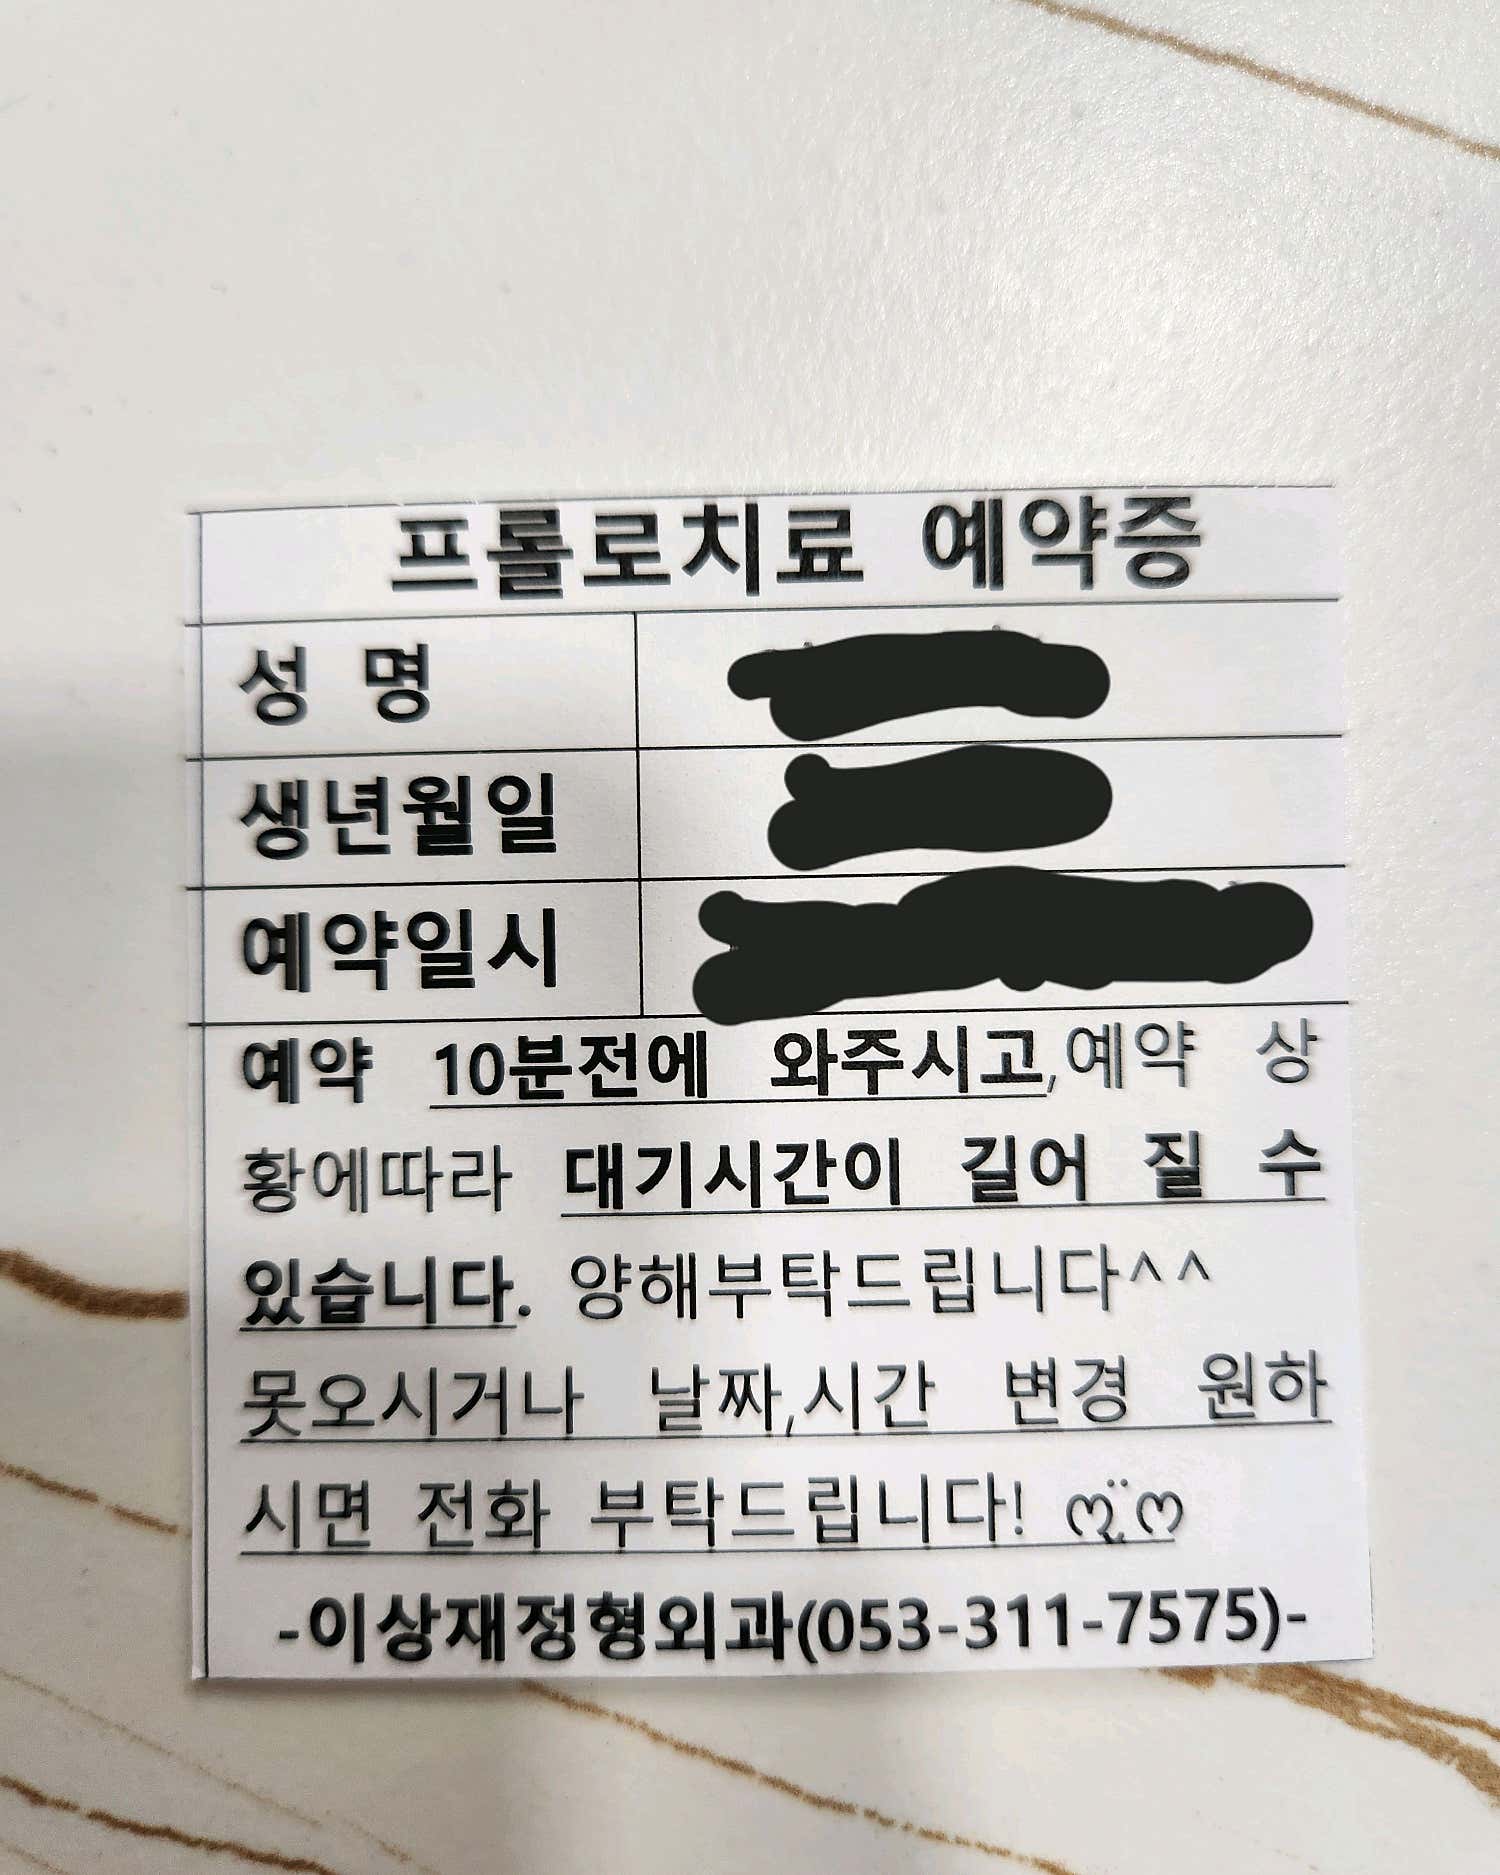 프롤로치료 예약증
성 명
생년월일
예약일시
예약 10분전에 와주시고,예약 상
황에따라 대기시간이 길어 질 수
있습니다. 양해부탁드립니다^^
못오시거나 날짜,시간 변경 원하
시면 전화 부탁드립니다! ღ'ᴗ'ღ
-이상재정형외과(053-311-7575)-